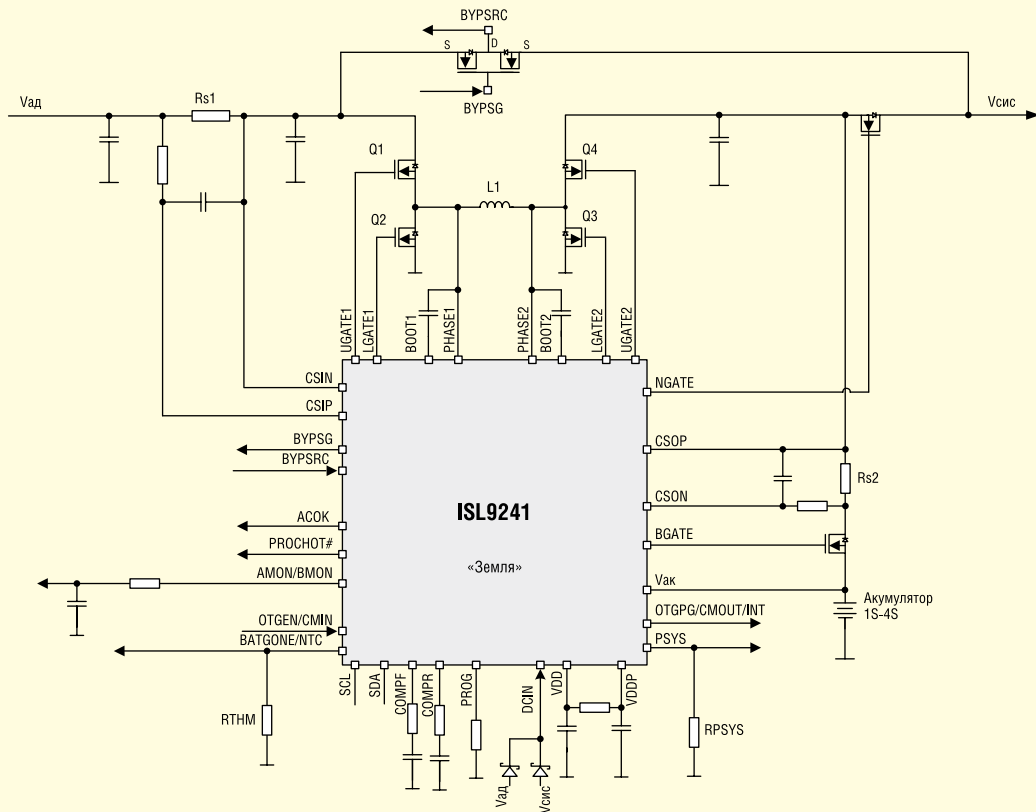 BYPSRC
S
D
S
Rs1
Vад
BYPSG
Vсис
Q1
Q4
L1
Q2
Q3
UGATE1
LGATE1
BOOT1
PHASE1
PHASE2
BOOT2
LGATE2
UGATE2
CSIN
NGATE
CSIP
BYPSG
CSOP
BYPSRC
Rs2
ISL9241
CSON
ACOK
BGATE
PROCHOT#
«Земля»
AMON/BMON
Vак
Акумулятор
1S-4S
OTGEN/CMIN
OTGPG/CMOUT/INT
BATGONE/NTC
PSYS
SCL
SDA
COMPF
COMPR
PROG
DCIN
VDD
VDDP
RTHM
RPSYS
Vад
Vсис